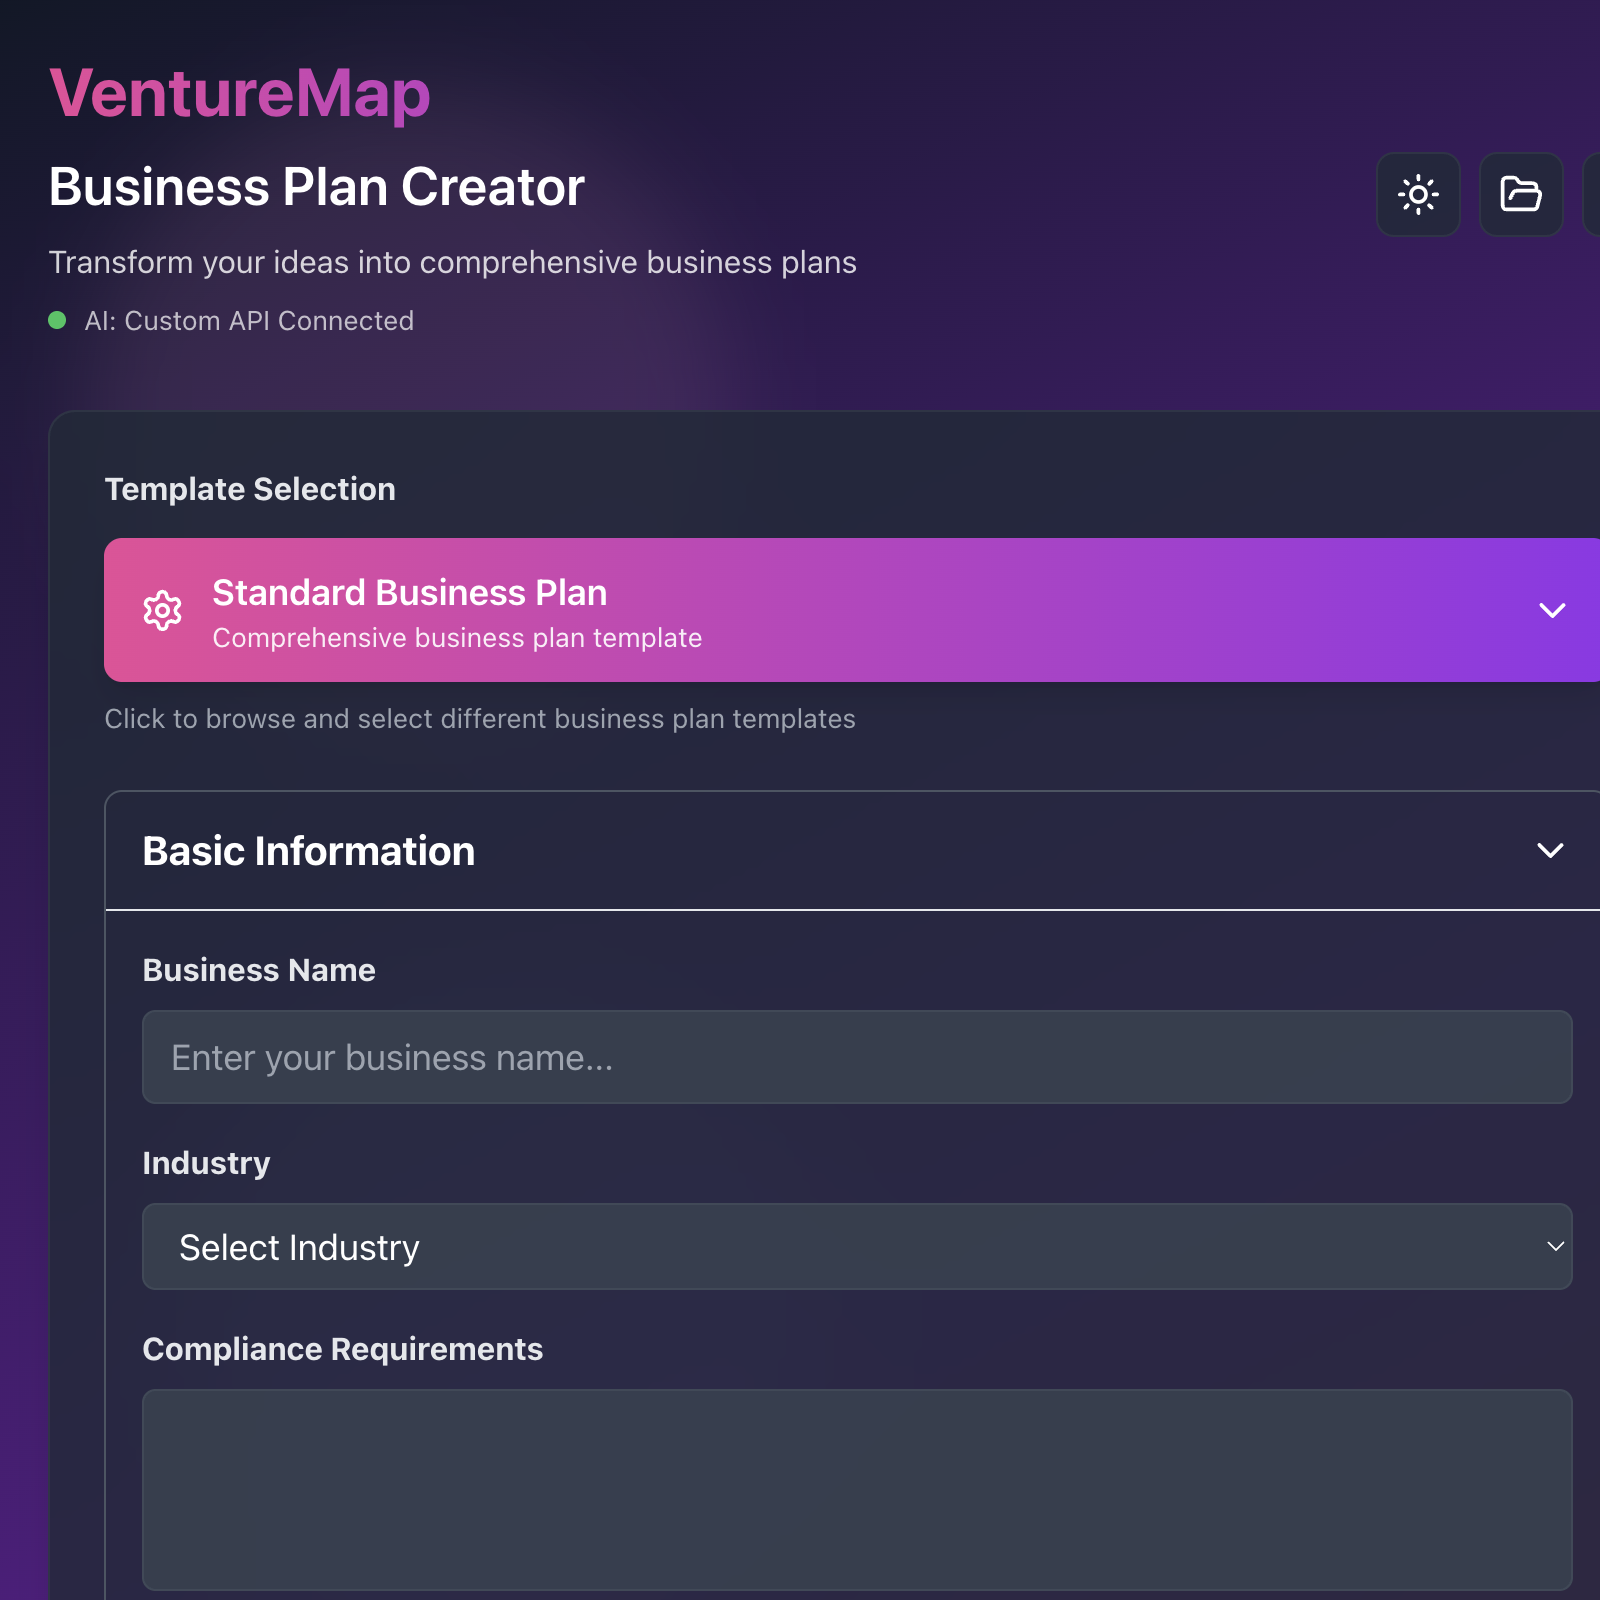 VentureMap
Business Plan Creator
Transform your ideas into comprehensive business plans
AI: Custom API Connected
Template Selection
Standard Business Plan
Comprehensive business plan template
Click to browse and select different business plan templates
Basic Information
Business Name
Enter your business name...
Industry
Select Industry
Compliance Requirements